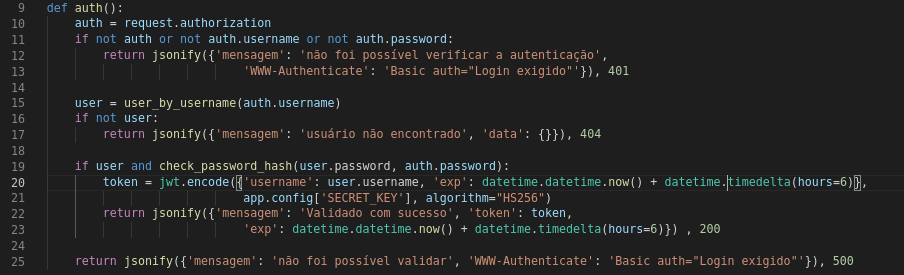 9 def auth():
10 auth = request.authorization
11 if not auth or not auth.username or not auth.password:
12 return jsonify({'mensagem': 'não foi possível verificar a autenticação',
13 'WWW-Authenticate': 'Basic auth="Login exigido"'}), 401
14
15 user = user_by_username(auth.username)
16 if not user:
17 return jsonify({'mensagem': 'usuário não encontrado', 'data': {}}), 404
18
19 if user and check_password_hash(user.password, auth.password):
20 token = jwt.encode({'username': user.username, 'exp': datetime.datetime.now() + datetime.timedelta(hours=6)},
21 app.config['SECRET_KEY'], algorithm="HS256")
22 return jsonify({'mensagem': 'Validado com sucesso', 'token': token,
23 'exp': datetime.datetime.now() + datetime.timedelta(hours=6)}) , 200
24
25 return jsonify({'mensagem': 'não foi possível validar', 'WWW-Authenticate': 'Basic auth="Login exigido"'}), 500